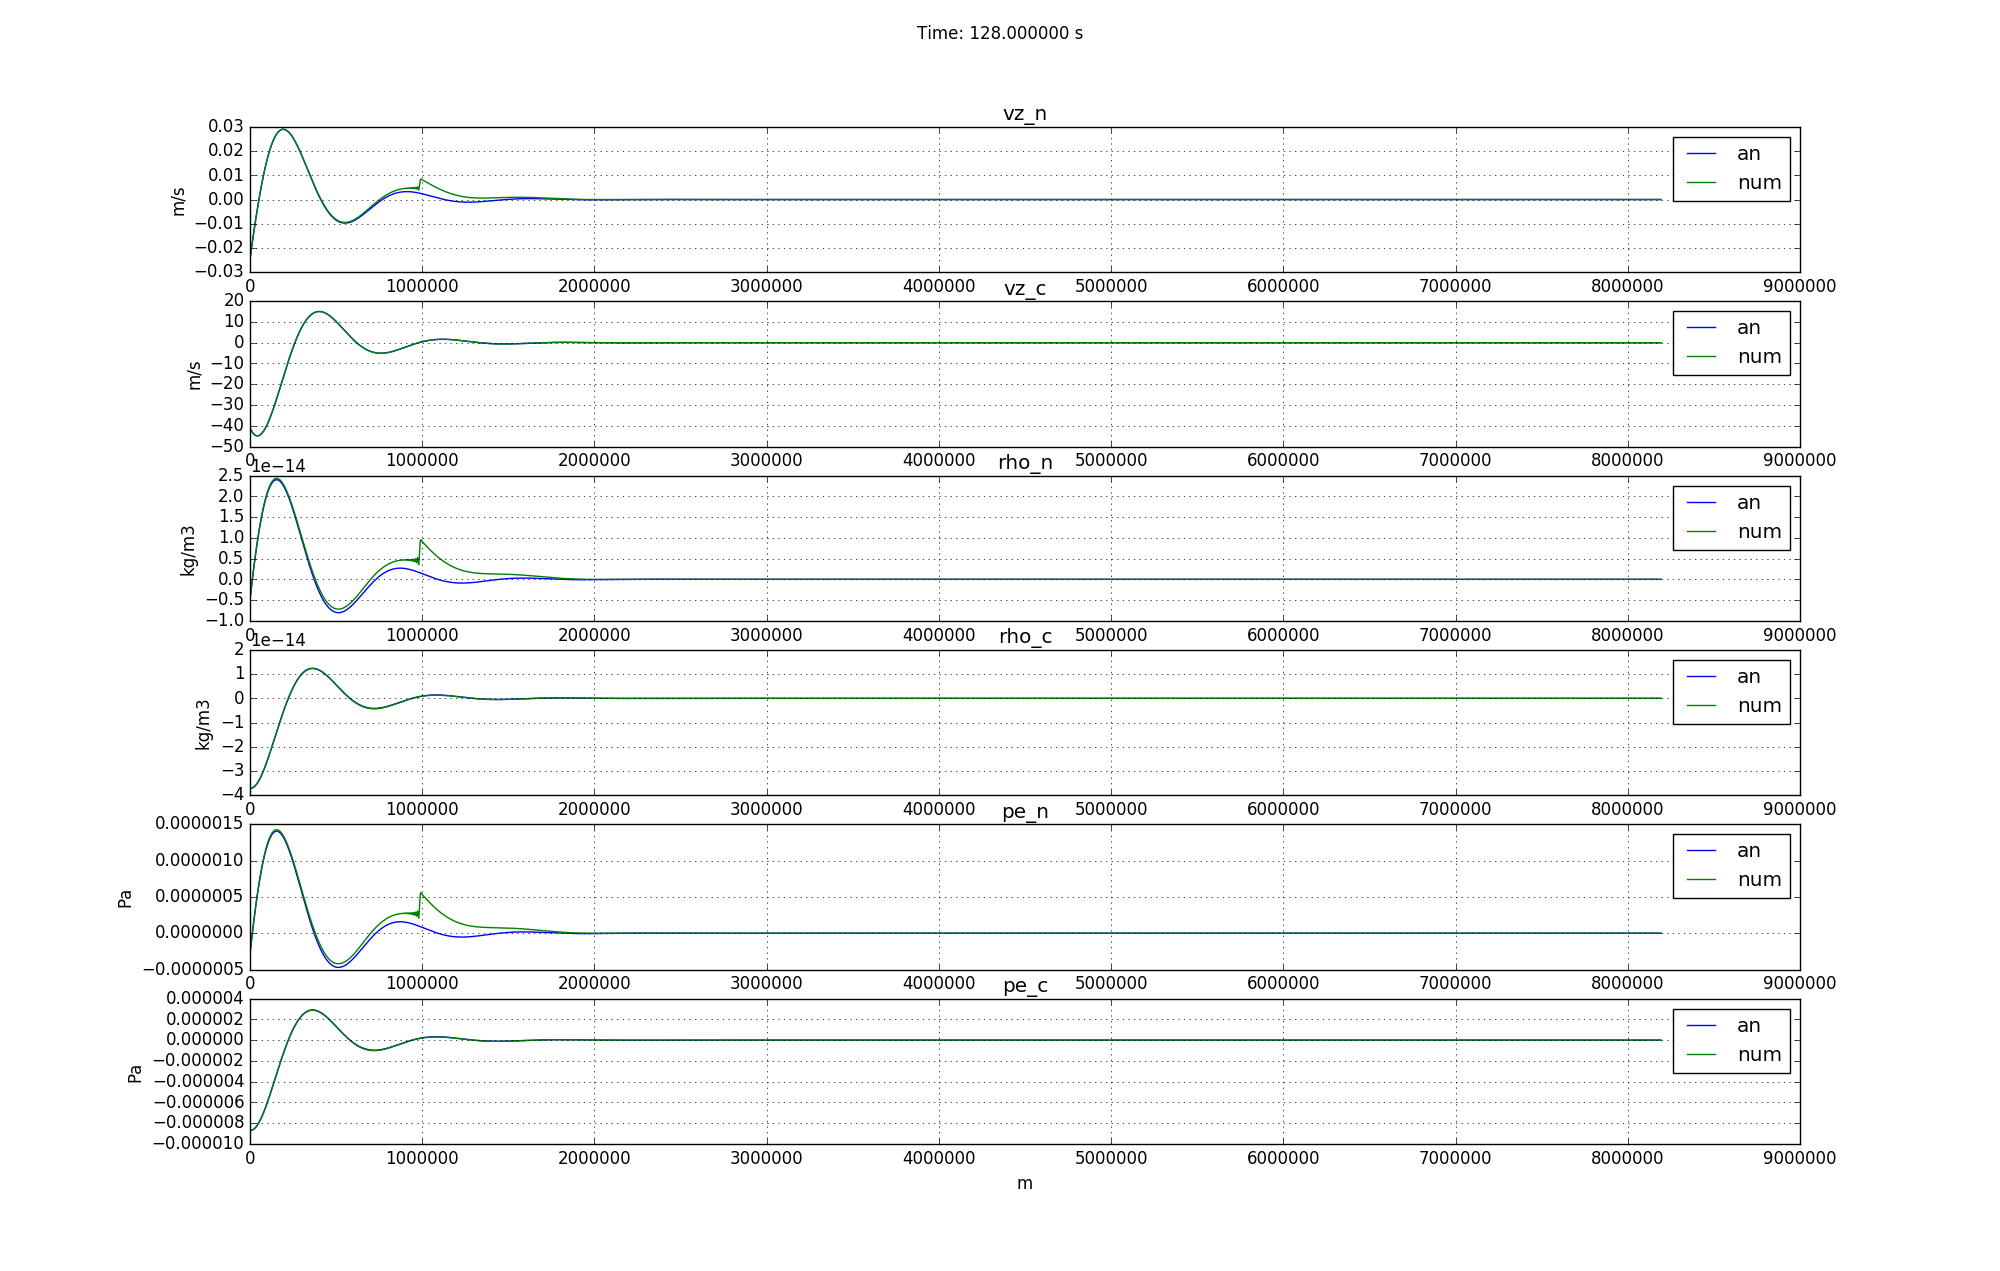 Time: 128.000000 s
vz_n
0.03
0.02
0.01
0.00
−0.01
−0.02
−0.03
m/s
an
num
0 1000000 2000000 3000000 4000000 5000000 6000000 7000000 8000000 9000000
vz_c
20
10
0
−10
−20
−30
−40
−50
m/s
an
num
0 1000000 2000000 3000000 4000000 5000000 6000000 7000000 8000000 9000000
1e−14
rho_n
2.5
2.0
1.5
1.0
0.5
0.0
−0.5
−1.0
kg/m3
an
num
0 1000000 2000000 3000000 4000000 5000000 6000000 7000000 8000000 9000000
1e−14
rho_c
2
1
0
−1
−2
−3
−4
kg/m3
an
num
0 1000000 2000000 3000000 4000000 5000000 6000000 7000000 8000000 9000000
pe_n
0.0000015
0.0000010
0.0000005
0.0000000
−0.0000005
Pa
an
num
0 1000000 2000000 3000000 4000000 5000000 6000000 7000000 8000000 9000000
pe_c
0.000004
0.000002
0.000000
−0.000002
−0.000004
−0.000006
−0.000008
−0.000010
Pa
an
num
0 1000000 2000000 3000000 4000000 5000000 6000000 7000000 8000000 9000000
m